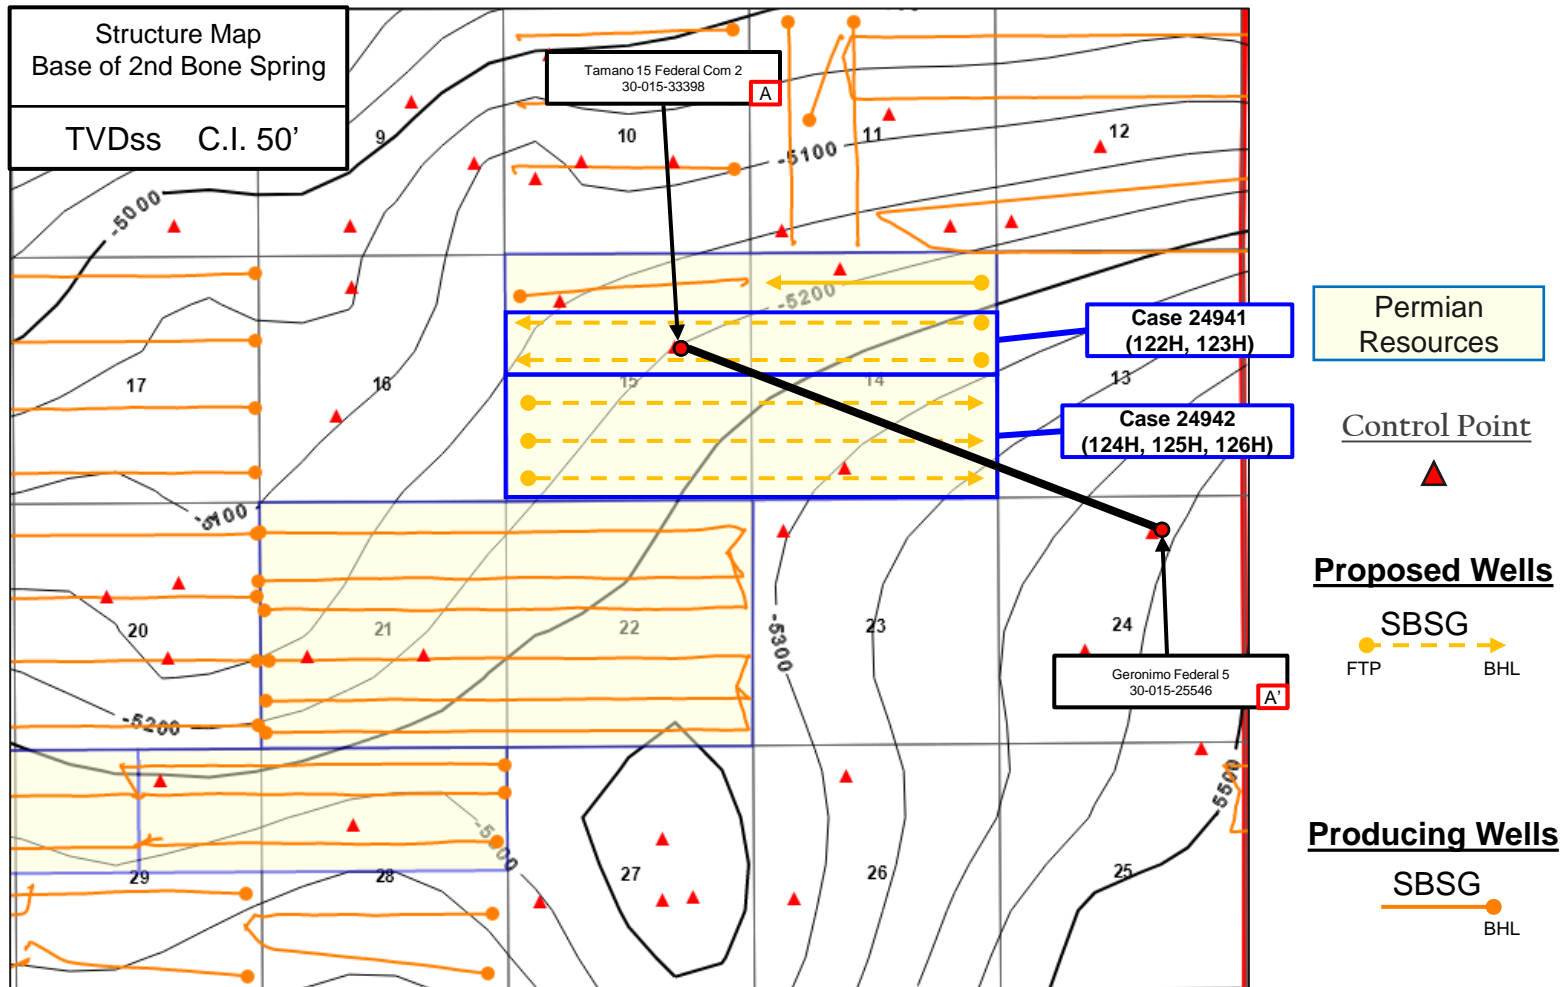 Structure Map
Base of 2nd Bone Spring
TVDss C.I. 50’
Tamano 15 Federal Com 2
30-015-33398
A
9
10
11
12
-5100
-5000
-5200
Case 24941
(122H, 123H)
Permian
Resources
17
16
15
14
13
Case 24942
(124H, 125H, 126H)
Control Point
-5100
Proposed Wells
SBSG
FTP
BHL
20
21
22
23
24
-5300
Geronimo Federal 5
30-015-25546
A’
-5200
-5500
Producing Wells
SBSG
BHL
29
28
27
26
25